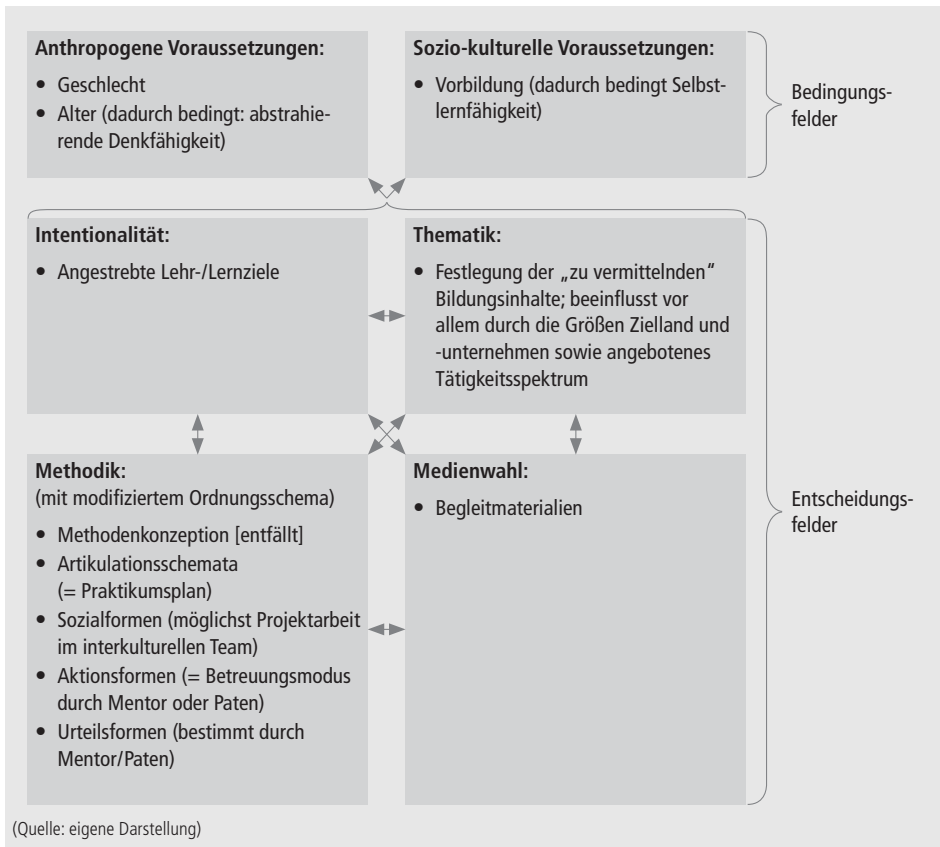 Anthropogene Voraussetzungen:
• Geschlecht
• Alter (dadurch bedingt: abstrahie-
rende Denkfähigkeit)
Sozio-kulturelle Voraussetzungen:
• Vorbildung (dadurch bedingt Selbst-
lernfähigkeit)
Bedingungs-
felder
Intentionalität:
• Angestrebte Lehr-/Lernziele
Thematik:
• Festlegung der „zu vermittelnden“
Bildungsinhalte; beeinflusst vor
allem durch die Größen Zielland und
-unternehmen sowie angebotenes
Tätigkeitsspektrum
Methodik:
(mit modifiziertem Ordnungsschema)
• Methodenkonzeption [entfällt]
• Artikulationsschemata
(= Praktikumsplan)
• Sozialformen (möglichst Projektarbeit
im interkulturellen Team)
• Aktionsformen (= Betreuungsmodus
durch Mentor oder Paten)
• Urteilsformen (bestimmt durch
Mentor/Paten)
Medienwahl:
• Begleitmaterialien
Entscheidungs-
felder
(Quelle: eigene Darstellung)